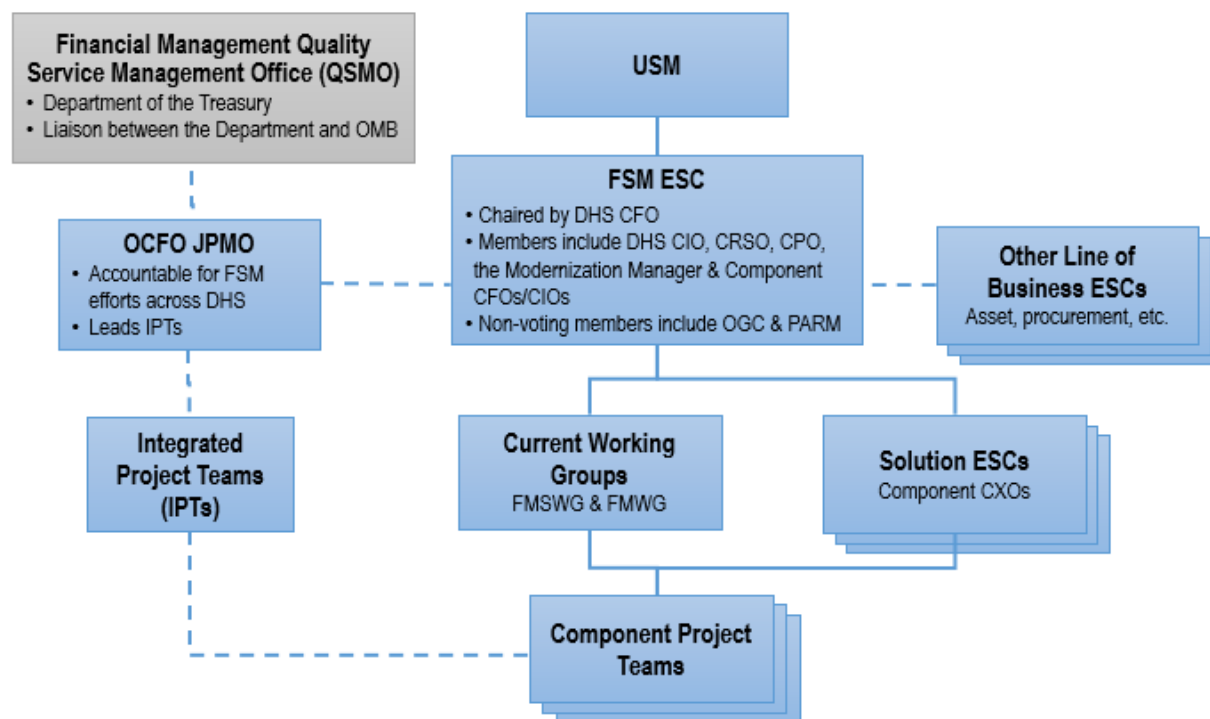 Financial Management Quality
Service Management Office (QSMO)
• Department of the Treasury
• Liaison between the Department and OMB
USM
FSM ESC
• Chaired by DHS CFO
• Members include DHS CIO, CRSO, CPO,
the Modernization Manager & Component
CFOs/CIOs
• Non-voting members include OGC & PARM
OCFO JPMO
• Accountable for FSM
efforts across DHS
• Leads IPTs
Other Line of
Business ESCs
Asset, procurement, etc.
Integrated
Project Teams
(IPTs)
Current Working
Groups
FMSWG & FMWG
Solution ESCs
Component CXOs
Component Project
Teams